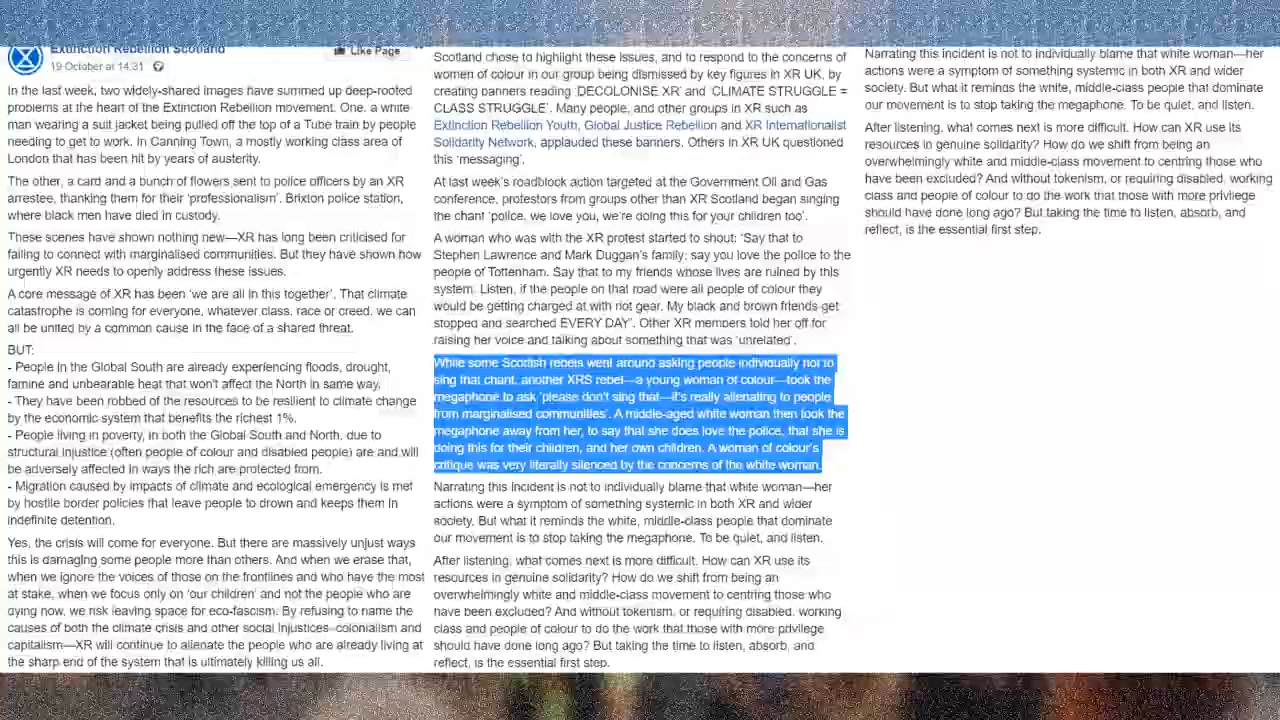 Extinction Rebellion Scotland
Like Page
19 October at 14:31
In the last week, two widely-shared images have summed up deep-rooted
problems at the heart of the Extinction Rebellion movement. One, a white
man wearing a suit jacket being pulled off the top of a Tube train by people
needing to get to work. In Canning Town, a mostly working class area of
London that has been hit by years of austerity.
The other, a card and a bunch of flowers sent to police officers by an XR
arrestee, thanking them for their 'professionalism'. Brixton police station,
where black men have died in custody.
These scenes have shown nothing new—XR has long been criticised for
failing to connect with marginalised communities. But they have shown how
urgently XR needs to openly address these issues.
A core message of XR has been 'we are all in this together'. That climate
catastrophe is coming for everyone, whatever class, race or creed, we can
all be united by a common cause in the face of a shared threat.
BUT:
- People in the Global South are already experiencing floods, drought,
famine and unbearable heat that won't affect the North in same way.
- They have been robbed of the resources to be resilient to climate change
by the economic system that benefits the richest 1%.
- People living in poverty, in both the Global South and North, due to
structural injustice (often people of colour and disabled people) are and will
be adversely affected in ways the rich are protected from.
- Migration caused by impacts of climate and ecological emergency is met
by hostile border policies that leave people to drown and keeps them in
indefinite detention.
Yes, the crisis will come for everyone. But there are massively unjust ways
this is damaging some people more than others. And when we erase that,
when we ignore the voices of those on the frontlines and who have the most
at stake, when we focus only on 'our children' and not the people who are
dying now, we risk leaving space for eco-fascism. By refusing to name the
causes of both the climate crisis and other social injustices–colonialism and
capitalism—XR will continue to alienate the people who are already living at
the sharp end of the system that is ultimately killing us all.
Scotland chose to highlight these issues, and to respond to the concerns of
women of colour in our group being dismissed by key figures in XR UK, by
creating banners reading 'DECOLONISE XR' and 'CLIMATE STRUGGLE =
CLASS STRUGGLE'. Many people, and other groups in XR such as
Extinction Rebellion Youth, Global Justice Rebellion and XR Internationalist
Solidarity Network, applauded these banners. Others in XR UK questioned
this 'messaging'.
At last week's roadblock action targeted at the Government Oil and Gas
conference, protestors from groups other than XR Scotland began singing
the chant 'police, we love you, we're doing this for your children too'.
A woman who was with the XR protest started to shout: 'Say that to
Stephen Lawrence and Mark Duggan's family; say you love the police to the
people of Tottenham. Say that to my friends whose lives are ruined by this
system. Listen, if the people on that road were all people of colour they
would be getting charged at with riot gear. My black and brown friends get
stopped and searched EVERY DAY'. Other XR members told her off for
raising her voice and talking about something that was 'unrelated'.
While some Scottish rebels went around asking people individually not to
sing that chant, another XRS rebel—a young woman of colour—took the
megaphone to ask 'please don't sing that—it's really alienating to people
from marginalised communities'. A middle-aged white woman then took the
megaphone away from her, to say that she does love the police, that she is
doing this for their children, and her own children. A woman of colour's
critique was very literally silenced by the concerns of the white woman.
Narrating this incident is not to individually blame that white woman—her
actions were a symptom of something systemic in both XR and wider
society. But what it reminds the white, middle-class people that dominate
our movement is to stop taking the megaphone. To be quiet, and listen.
After listening, what comes next is more difficult. How can XR use its
resources in genuine solidarity? How do we shift from being an
overwhelmingly white and middle-class movement to centring those who
have been excluded? And without tokenism, or requiring disabled, working
class and people of colour to do the work that those with more privilege
should have done long ago? But taking the time to listen, absorb, and
reflect, is the essential first step.
Narrating this incident is not to individually blame that white woman—her
actions were a symptom of something systemic in both XR and wider
society. But what it reminds the white, middle-class people that dominate
our movement is to stop taking the megaphone. To be quiet, and listen.
After listening, what comes next is more difficult. How can XR use its
resources in genuine solidarity? How do we shift from being an
overwhelmingly white and middle-class movement to centring those who
have been excluded? And without tokenism, or requiring disabled, working
class and people of colour to do the work that those with more privilege
should have done long ago? But taking the time to listen, absorb, and
reflect, is the essential first step.